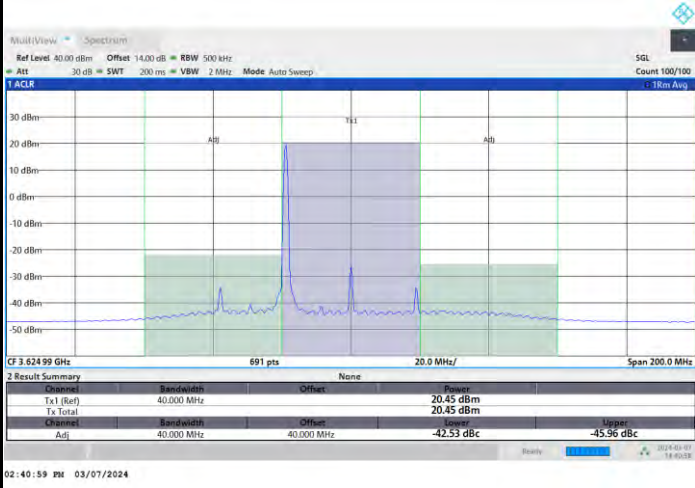 MultiView Spectrum
Ref Level 40.00 dBm Offset 14.00 dB RBW 500 kHz SGL
Att 30 dB SWT 200 ms VBW 2 MHz Mode Auto Sweep Count 100/100
1 ACLR 1Rm Avg
30 dBm
Tx1
20 dBm Adj Adj
10 dBm
0 dBm
-10 dBm
-20 dBm
-30 dBm
-40 dBm
-50 dBm
CF 3.624 99 GHz 691 pts 20.0 MHz/ Span 200.0 MHz
2 Result Summary None
Channel Bandwidth Offset Power
Tx1 (Ref) 40.000 MHz 20.45 dBm
Tx Total 20.45 dBm
Channel Bandwidth Offset Lower Upper
Adj 40.000 MHz 40.000 MHz -42.53 dBc -45.96 dBc
Ready 2024-03-07
02:40:59 PM 03/07/2024